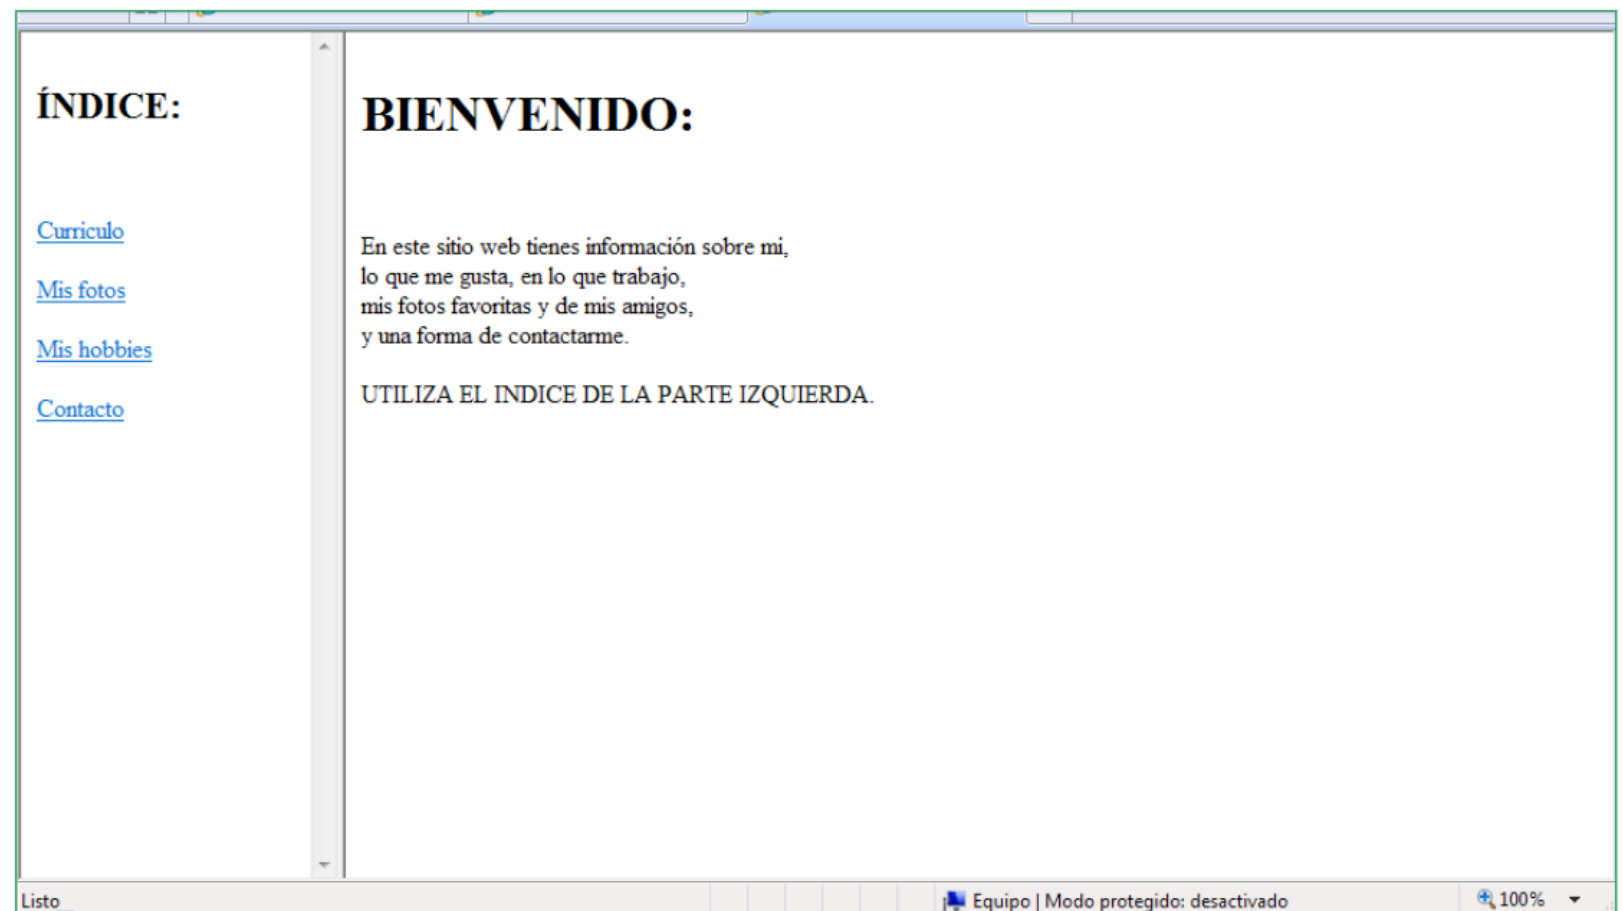 ÍNDICE:
Curriculo
Mis fotos
Mis hobbies
Contacto
BIENVENIDO:
En este sitio web tienes información sobre mi,
lo que me gusta, en lo que trabajo,
mis fotos favoritas y de mis amigos,
y una forma de contactarme.
UTILIZA EL INDICE DE LA PARTE IZQUIERDA.
Listo
Equipo | Modo protegido: desactivado
100%